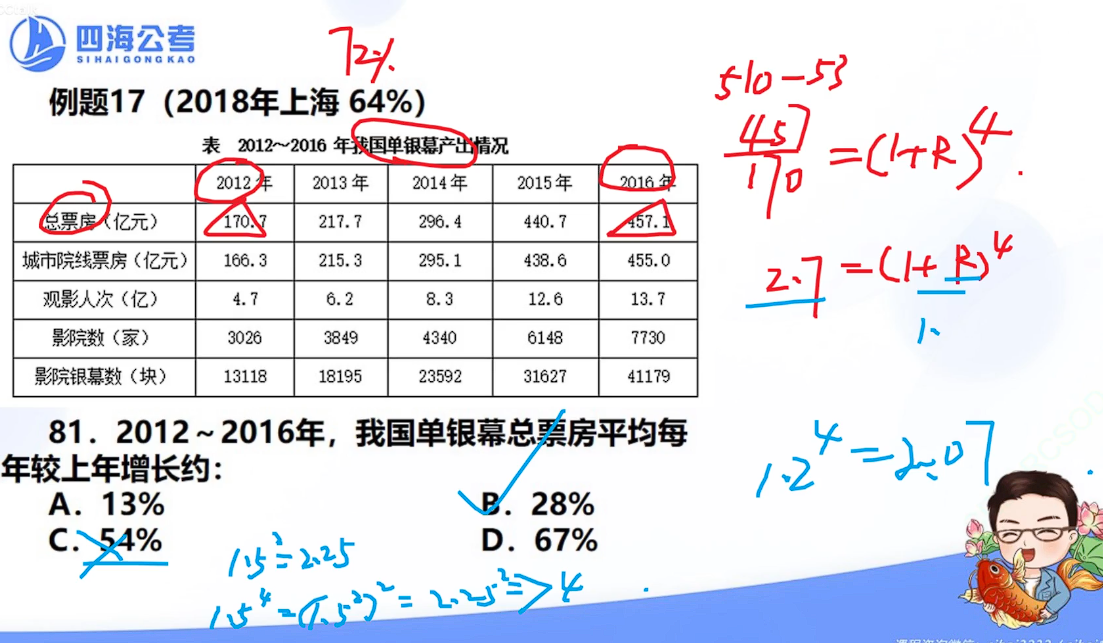 四海公考
SIHAIGONGKAO
72%
例题17（2018年上海 64%）
510-53
表 2012～2016 年我国单银幕产出情况
457/170 = (1+R)^4
2012 年 2013 年 2014 年 2015 年 2016 年
总票房（亿元） 170.7 217.7 296.4 440.7 457.1
城市院线票房（亿元） 166.3 215.3 295.1 438.6 455.0
2.7 = (1+R)^4
观影人次（亿） 4.7 6.2 8.3 12.6 13.7
1.
影院数（家） 3026 3849 4340 6148 7730
影院银幕数（块） 13118 18195 23592 31627 41179
81．2012～2016年，我国单银幕总票房平均每
年较上年增长约：
1.2^4 = 2.07
A．13% B．28%
C．54% D．67%
1.5^2=2.25
1.5^4=(1.5^2)^2=2.25^2=>4